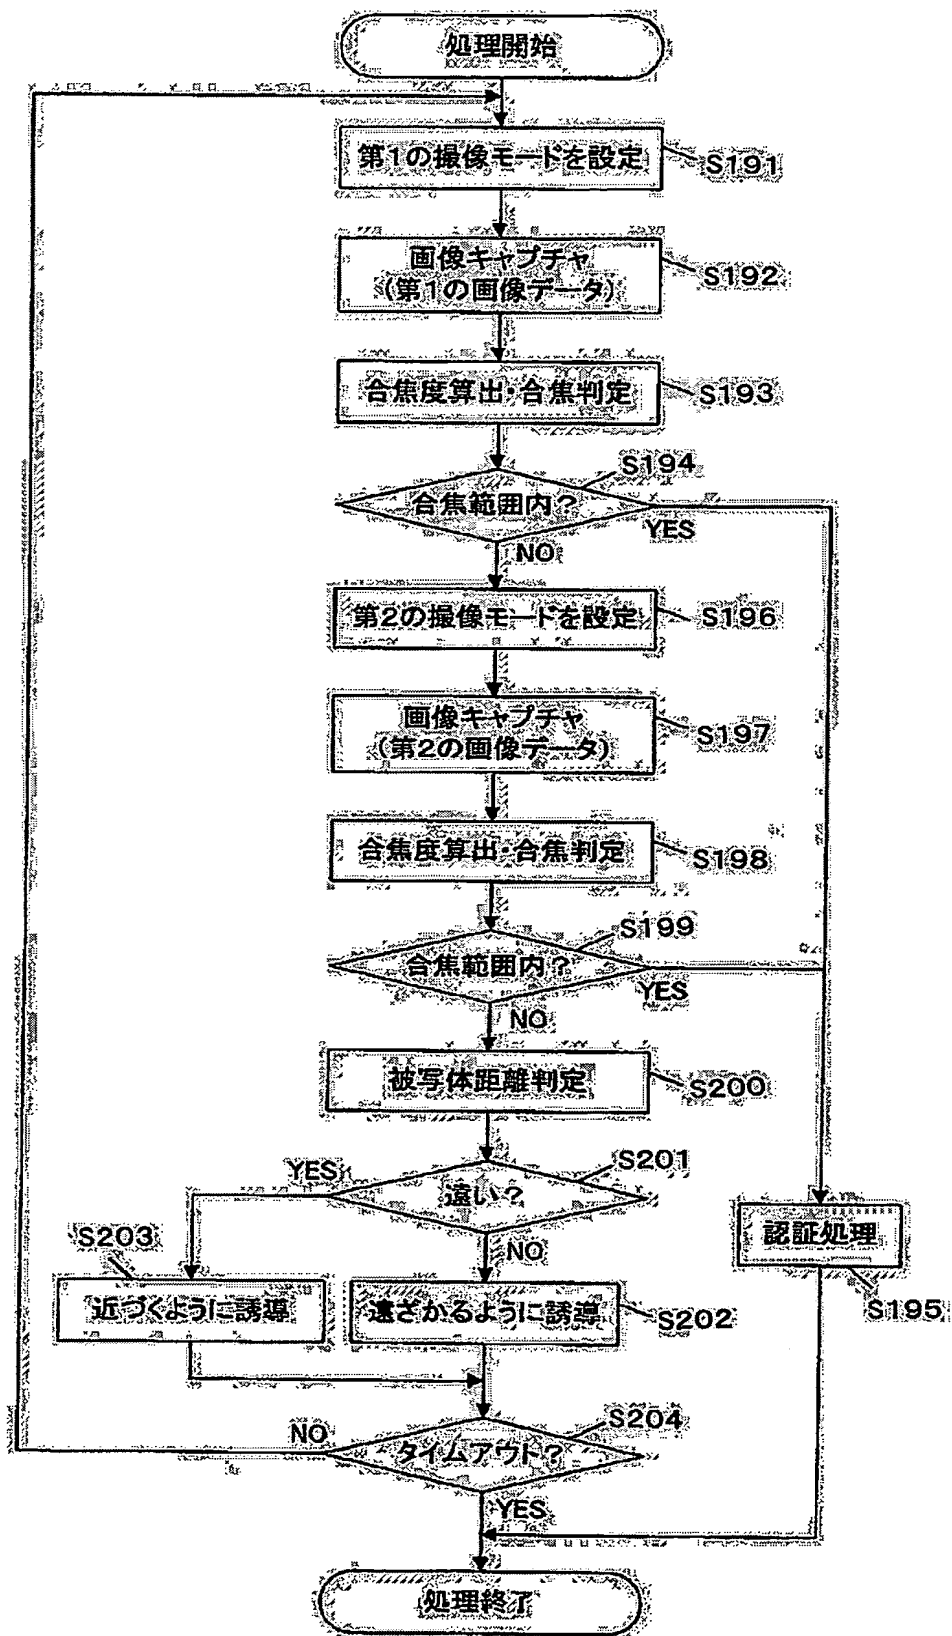 処理開始
第1の撮像モードを設定
S191
画像キャプチャ
(第1の画像データ)
S192
合焦度算出・合焦判定
S193
S194
合焦範囲内?
YES
NO
第2の撮像モードを設定
S196
画像キャプチャ
(第2の画像データ)
S197
合焦度算出・合焦判定
S198
S199
合焦範囲内?
YES
NO
被写体距離判定
S200
S201
YES
遠い?
NO
S203
認証処理
近づくように誘導
遠ざかるように誘導
S202
S195
S204
NO
タイムアウト?
YES
処理終了